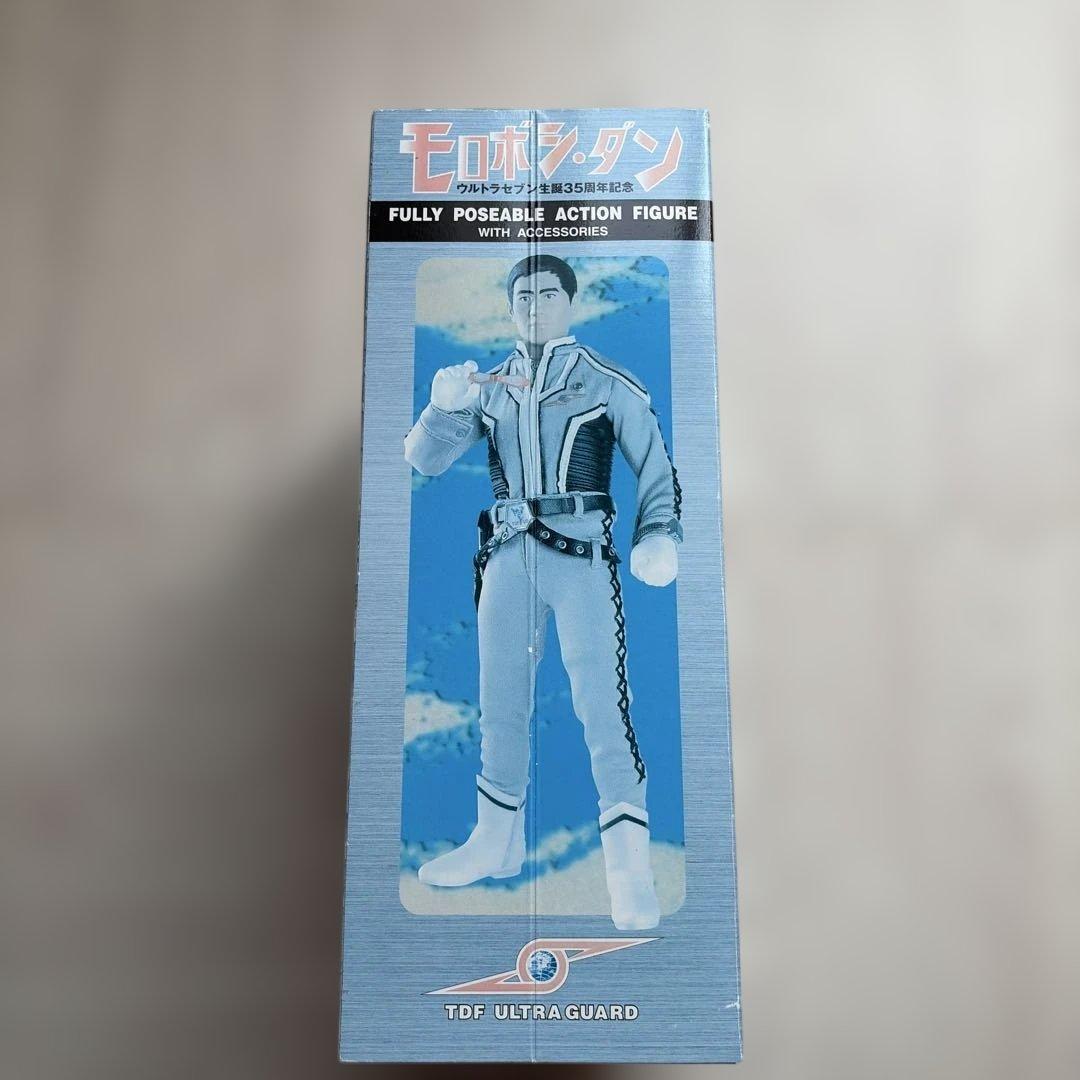 モロボシ・ダン
ウルトラセブン生誕35周年記念
FULLY POSEABLE ACTION FIGURE
WITH ACCESSORIES
TDF ULTRA GUARD